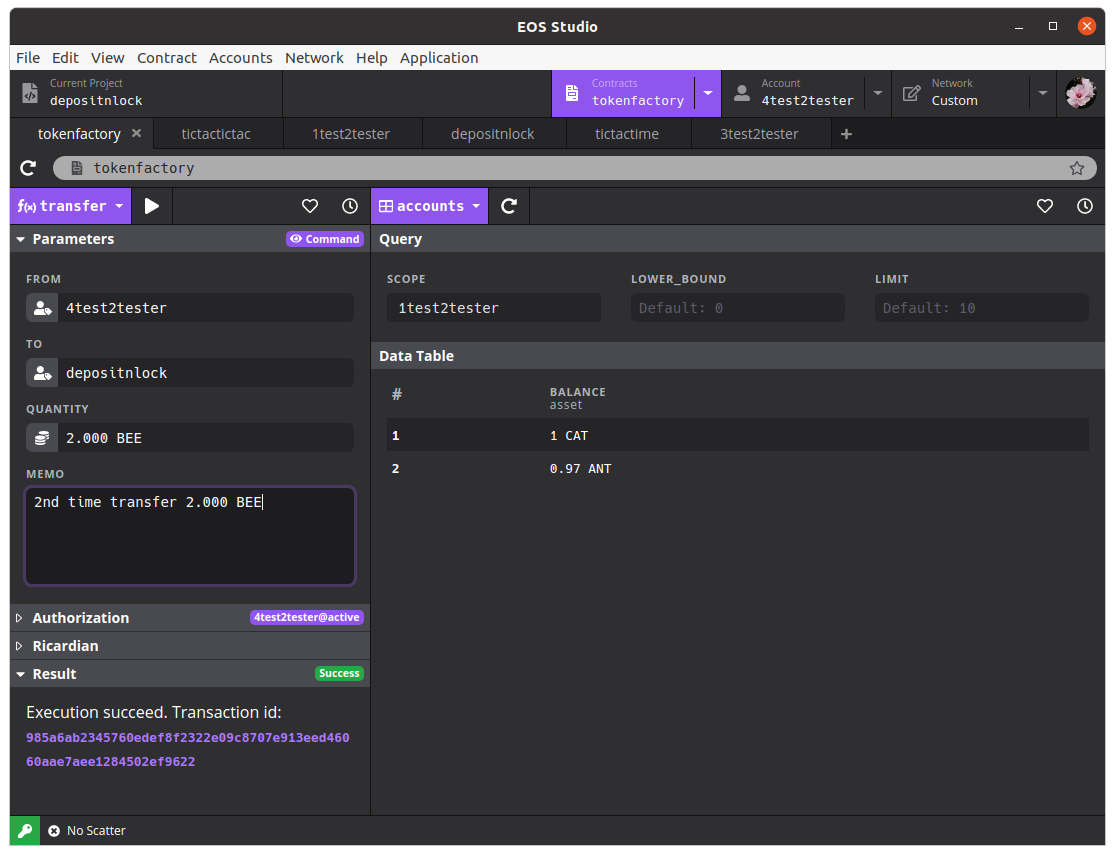 EOS Studio
File Edit View Contract Accounts Network Help Application
Current Project
depositnlock
Contracts
tokenfactory
Account
4test2tester
Network
Custom
tokenfactory tictactictac 1test2tester depositnlock tictactime 3test2tester
tokenfactory
f(x) transfer
accounts
Parameters
Command
FROM
4test2tester
TO
depositnlock
QUANTITY
2.000 BEE
MEMO
2nd time transfer 2.000 BEE
Authorization
4test2tester@active
Ricardian
Result
Success
Execution succeed. Transaction id:
985a6ab2345760edef8f2322e09c8707e913eed460
60aae7aee1284502ef9622
Query
SCOPE LOWER_BOUND LIMIT
1test2tester Default: 0 Default: 10
Data Table
# BALANCE
asset
1 1 CAT
2 0.97 ANT
No Scatter